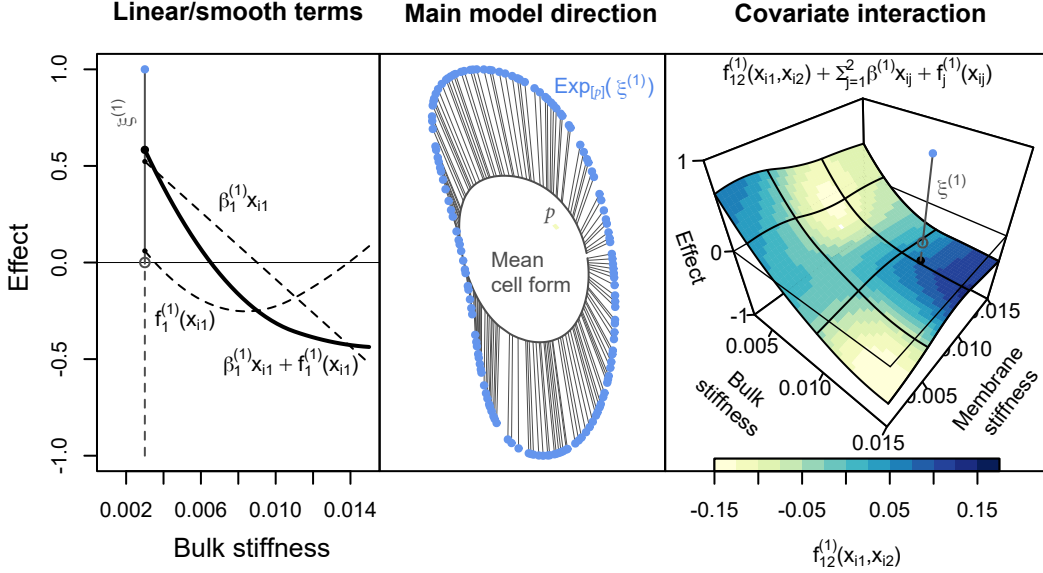 Linear/smooth terms
Main model direction
Covariate interaction
Effect
1.0
0.5
0.0
-0.5
-1.0
ξ(1)
β1(1)xi1
f1(1)(xi1)
β1(1)xi1 + f1(1)(xi1)
0.002
0.006
0.010
0.014
Bulk stiffness
Exp[p](ξ(1))
p
Mean
cell form
f12(1)(xi1,xi2) + Σj=12 β(1)xij + fj(1)(xij)
1
0
-1
Effect
ξ(1)
0.005
0.010
0.015
Bulk
stiffness
0.005
0.010
0.015
Membrane
stiffness
-0.15
-0.05
0.05
0.15
f12(1)(xi1,xi2)